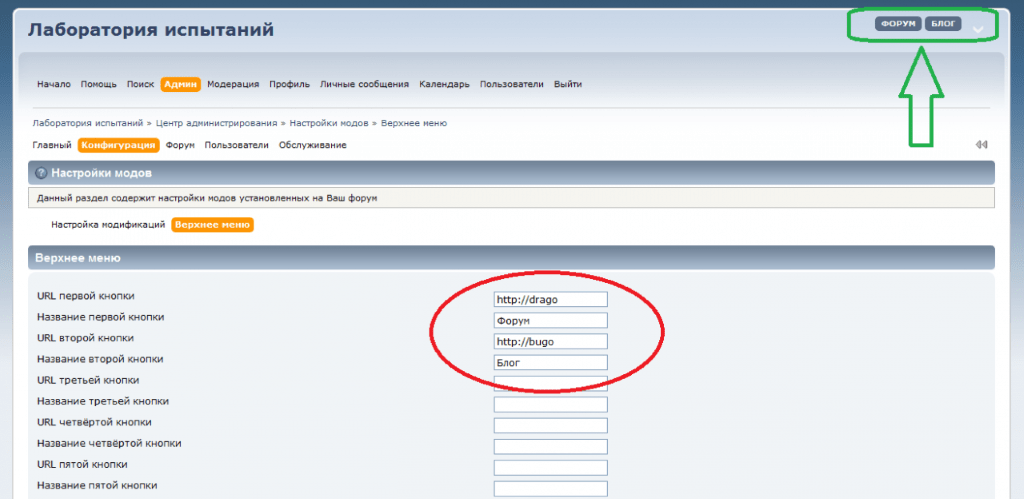 Лаборатория испытаний
ФОРУМ БЛОГ
Начало Помощь Поиск Админ Модерация Профиль Личные сообщения Календарь Пользователи Выйти
Лаборатория испытаний » Центр администрирования » Настройки модов » Верхнее меню
Главный Конфигурация Форум Пользователи Обслуживание
Настройки модов
Данный раздел содержит настройки модов установленных на Ваш форум
Настройка модификаций Верхнее меню
Верхнее меню
URL первой кнопки http://drago
Название первой кнопки Форум
URL второй кнопки http://bugo
Название второй кнопки Блог
URL третьей кнопки
Название третьей кнопки
URL четвёртой кнопки
Название четвёртой кнопки
URL пятой кнопки
Название пятой кнопки